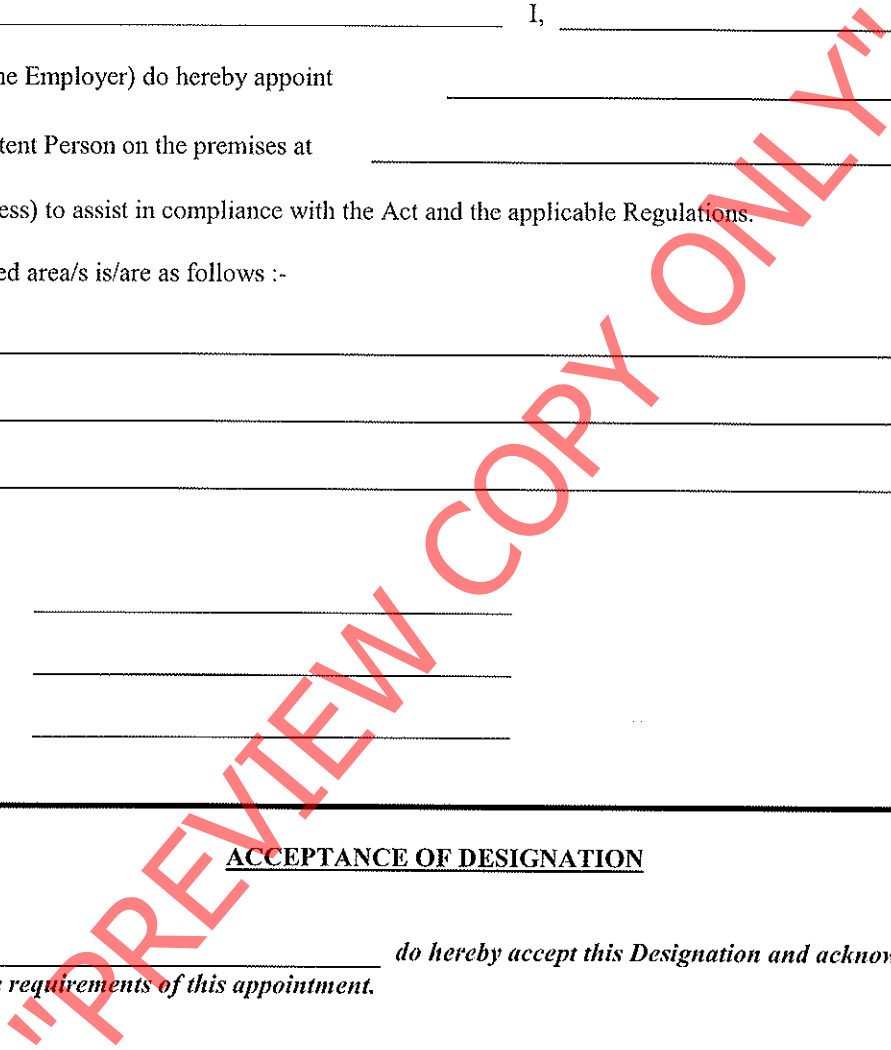 I,
he Employer) do hereby appoint
tent Person on the premises at
ess) to assist in compliance with the Act and the applicable Regulations.
ed area/s is/are as follows :-
ACCEPTANCE OF DESIGNATION
do hereby accept this Designation and acknow
requirements of this appointment.
"PREVIEW COPY ONLY"